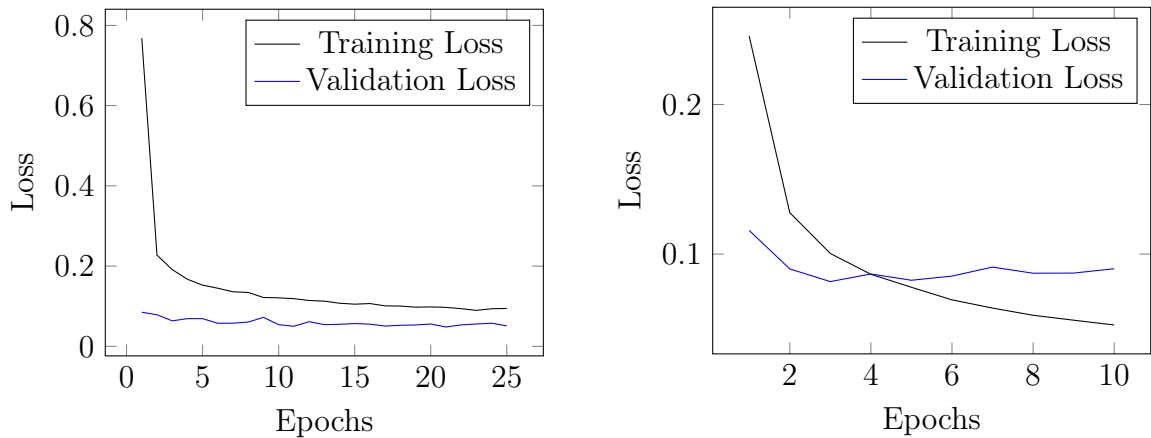 0.8
0.6
0.4
0.2
0
Loss
0 5 10 15 20 25
Epochs
Training Loss
Validation Loss
0.2
0.1
Loss
2 4 6 8 10
Epochs
Training Loss
Validation Loss